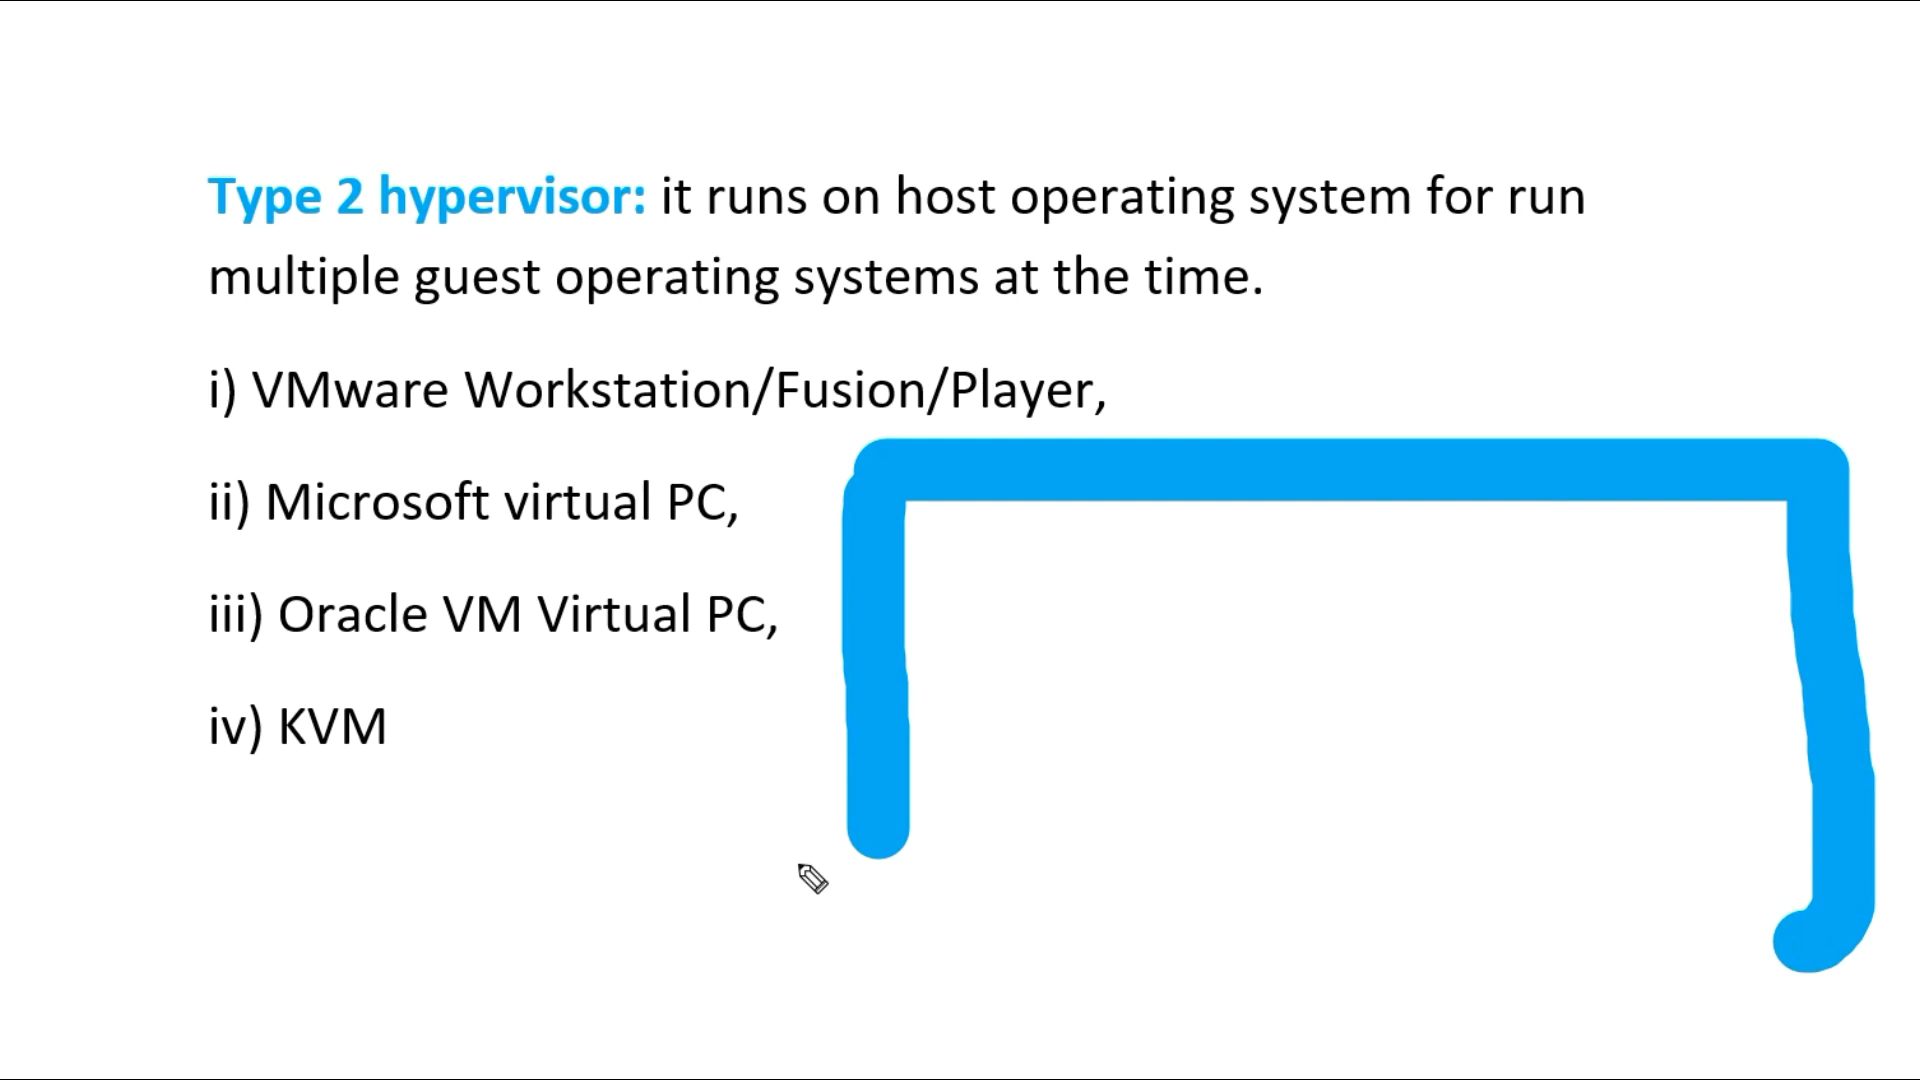 Type 2 hypervisor: it runs on host operating system for run
multiple guest operating systems at the time.
i) VMware Workstation/Fusion/Player,
ii) Microsoft virtual PC,
iii) Oracle VM Virtual PC,
iv) KVM